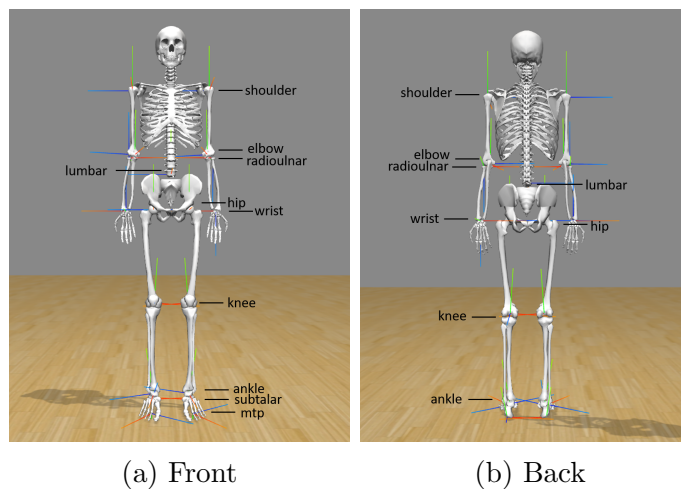 shoulder
elbow
radioulnar
lumbar
hip
wrist
knee
ankle
subtalar
mtp
(a) Front
shoulder
elbow
radioulnar
lumbar
wrist
hip
knee
ankle
(b) Back